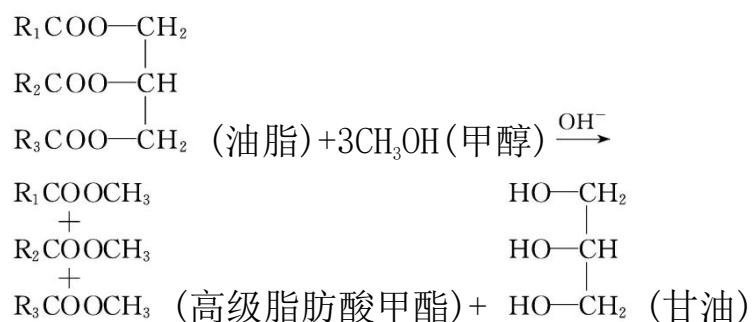 R₁COO—CH₂
R₂COO—CH
R₃COO—CH₂ (油脂)+3CH₃OH(甲醇) OH⁻→
R₁COOCH₃
+
R₂COOCH₃
+
R₃COOCH₃ (高级脂肪酸甲酯)+
HO—CH₂
HO—CH
HO—CH₂ (甘油)